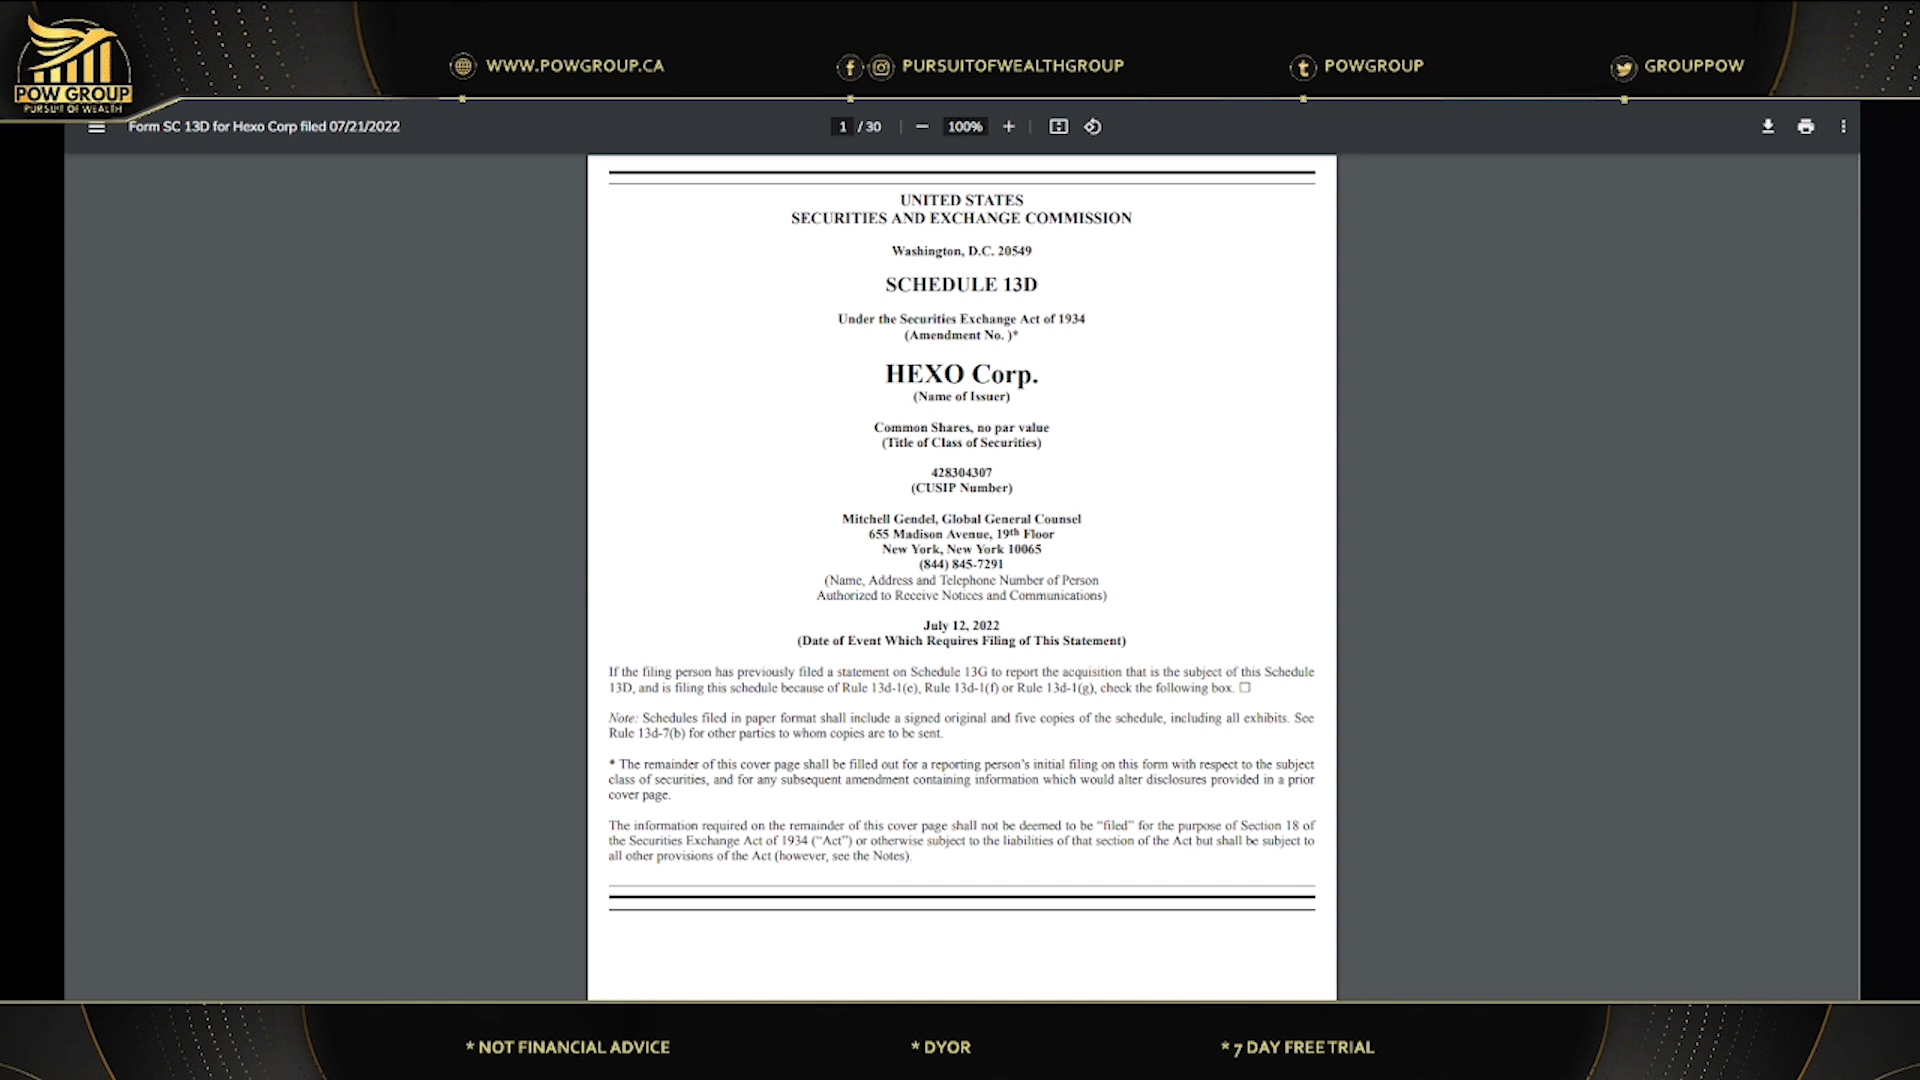 POW GROUP
PURSUIT OF WEALTH
WWW.POWGROUP.CA
PURSUITOFWEALTHGROUP
POWGROUP
GROUPPOW
Form SC 13D for Hexo Corp filed 07/21/2022
1 / 30
100%
UNITED STATES
SECURITIES AND EXCHANGE COMMISSION
Washington, D.C. 20549
SCHEDULE 13D
Under the Securities Exchange Act of 1934
(Amendment No. )*
HEXO Corp.
(Name of Issuer)
Common Shares, no par value
(Title of Class of Securities)
428304307
(CUSIP Number)
Mitchell Gendel, Global General Counsel
655 Madison Avenue, 19th Floor
New York, New York 10065
(844) 845-7291
(Name, Address and Telephone Number of Person
Authorized to Receive Notices and Communications)
July 12, 2022
(Date of Event Which Requires Filing of This Statement)
If the filing person has previously filed a statement on Schedule 13G to report the acquisition that is the subject of this Schedule
13D, and is filing this schedule because of Rule 13d-1(e), Rule 13d-1(f) or Rule 13d-1(g), check the following box. ☐
Note: Schedules filed in paper format shall include a signed original and five copies of the schedule, including all exhibits. See
Rule 13d-7(b) for other parties to whom copies are to be sent.
* The remainder of this cover page shall be filled out for a reporting person’s initial filing on this form with respect to the subject
class of securities, and for any subsequent amendment containing information which would alter disclosures provided in a prior
cover page.
The information required on the remainder of this cover page shall not be deemed to be “filed” for the purpose of Section 18 of
the Securities Exchange Act of 1934 (“Act”) or otherwise subject to the liabilities of that section of the Act but shall be subject to
all other provisions of the Act (however, see the Notes).
* NOT FINANCIAL ADVICE
* DYOR
* 7 DAY FREE TRIAL